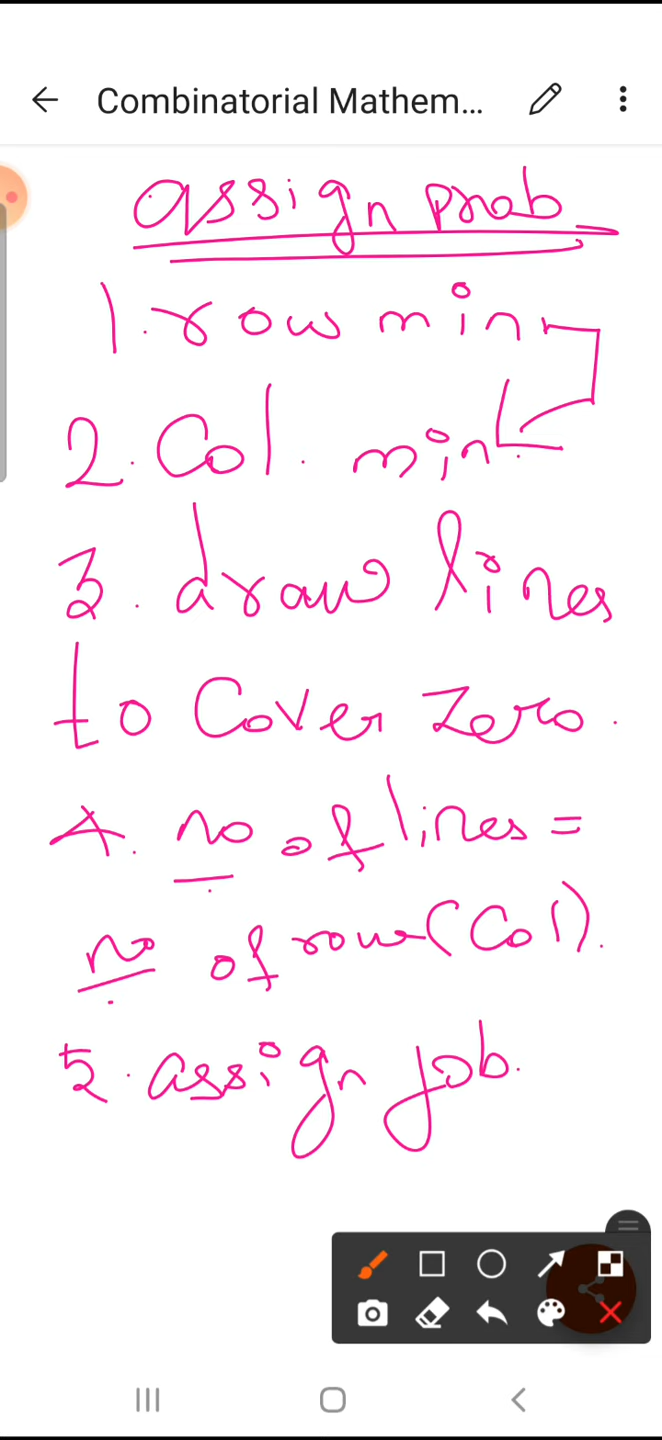 Combinatorial Mathem...
assign prob
1. row min
2. Col. min
3. draw lines
to Cover Zero.
4. no of lines =
no of row (Col).
5. assign job.